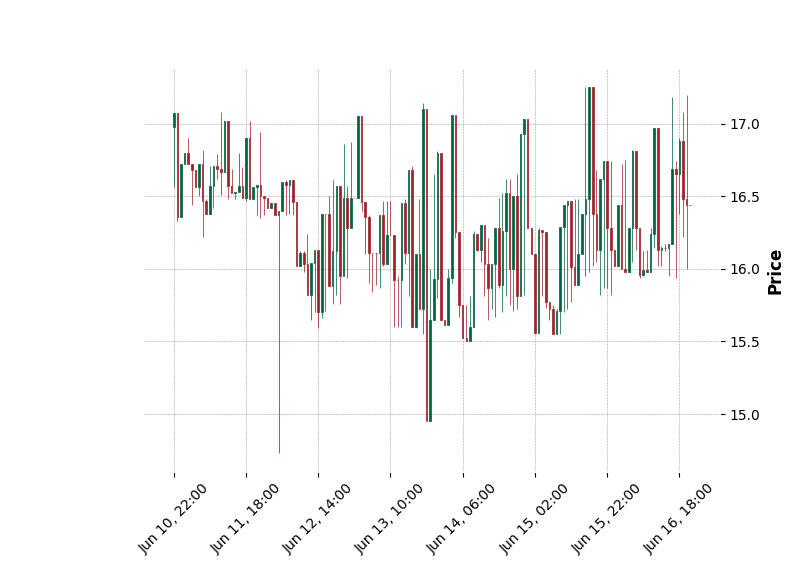 17.0
16.5
16.0
15.5
15.0
Price
Jun 10, 22:00
Jun 11, 18:00
Jun 12, 14:00
Jun 13, 10:00
Jun 14, 06:00
Jun 15, 02:00
Jun 15, 22:00
Jun 16, 18:00